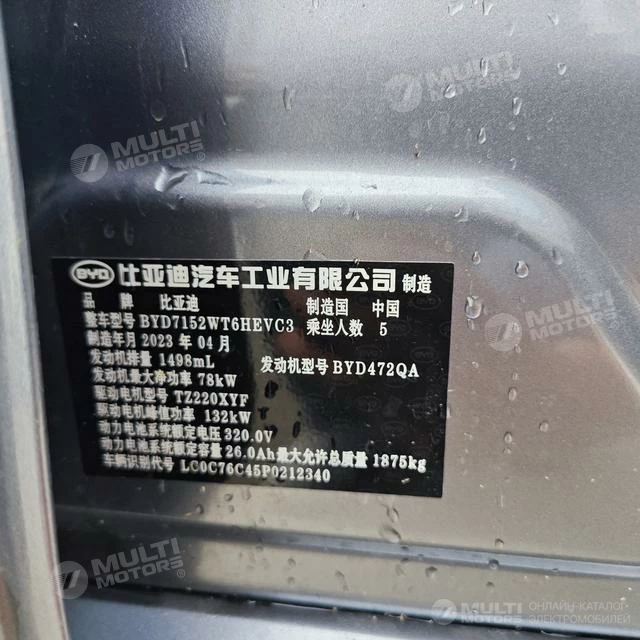 MULTI MOTORS
MULTI MOTORS
BYD 比亚迪汽车工业有限公司 制造
品 牌 比亚迪 制造国 中国
整车型号 BYD7152WT6HEVC3 乘坐人数 5
制造年月 2023 年 04 月
发动机排量 1498mL 发动机型号 BYD472QA
发动机最大净功率 78kW
驱动电机型号 TZ220XYF
驱动电机峰值功率 132kW
动力电池系统额定电压 320.0V
动力电池系统额定容量 26.0Ah 最大允许总质量 1875kg
车辆识别代号 LC0C76C45P0212340
MULTI MOTORS
MULTI MOTORS ОНЛАЙН-КАТАЛОГ ЭЛЕКТРОМОБИЛЕЙ